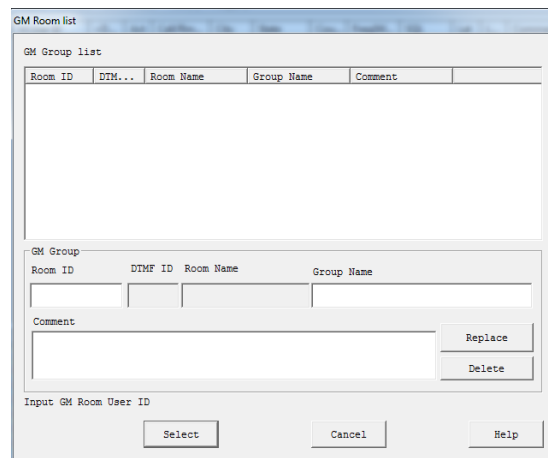 GM Room list
GM Group list
Room ID DTM... Room Name Group Name Comment
GM Group
Room ID DTMF ID Room Name Group Name
Comment
Replace
Delete
Input GM Room User ID
Select Cancel Help